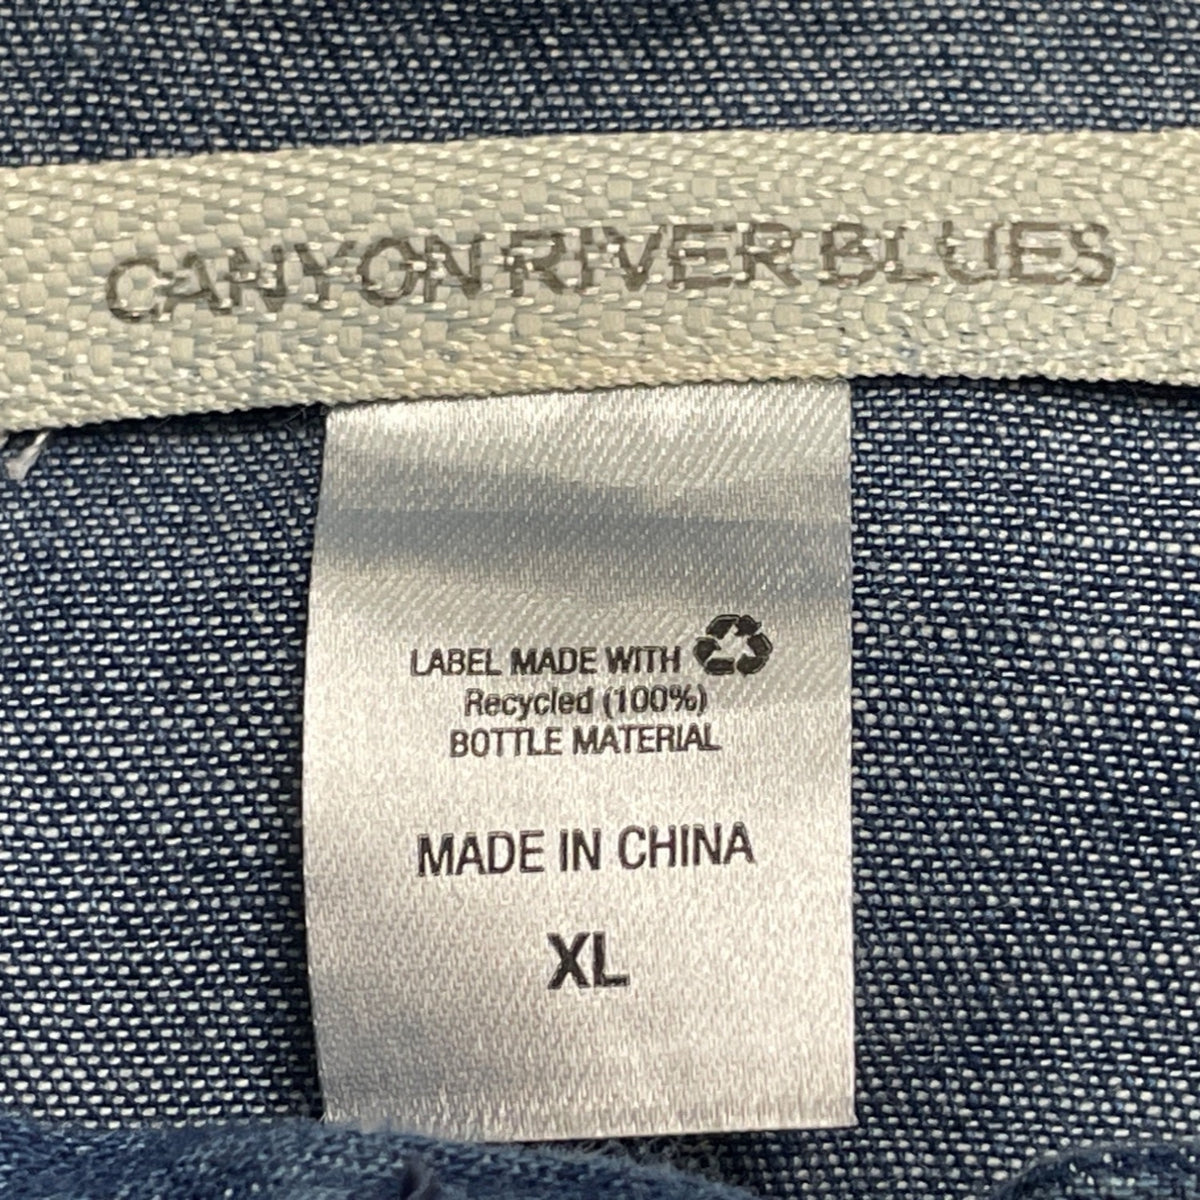 CANYON RIVER BLUES
LABEL MADE WITH
Recycled (100%)
BOTTLE MATERIAL
MADE IN CHINA
XL